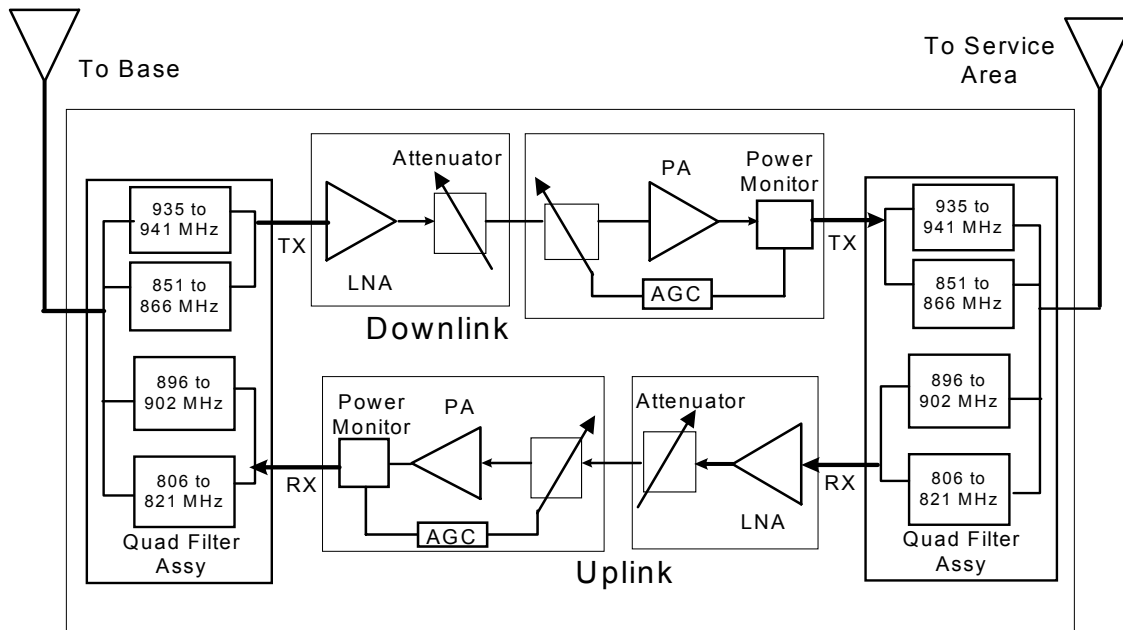 To Base
To Service
Area
Attenuator
PA
Power
Monitor
935 to
941 MHz
TX
LNA
851 to
866 MHz
AGC
TX
935 to
941 MHz
851 to
866 MHz
Downlink
896 to
902 MHz
Power
Monitor
PA
Attenuator
896 to
902 MHz
806 to
821 MHz
RX
AGC
LNA
RX
806 to
821 MHz
Quad Filter
Assy
Uplink
Quad Filter
Assy